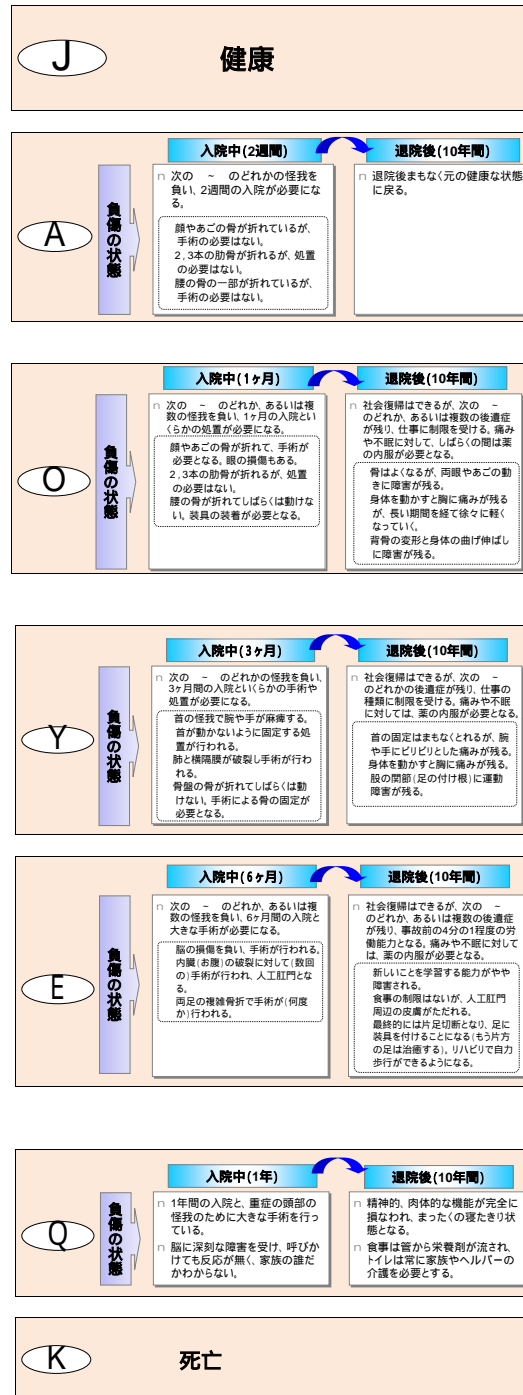 J
健康
入院中(2週間)
退院後(10年間)
A
負傷の状態
n 次の ~ のどれかの怪我を
負い、2週間の入院が必要にな
る。
顔やあごの骨が折れているが、
手術の必要はない。
2,3本の肋骨が折れるが、処置
の必要はない。
腰の骨の一部が折れているが、
手術の必要はない。
n 退院後まもなく元の健康な状態
に戻る。
入院中(1ヶ月)
退院後(10年間)
O
負傷の状態
n 次の ~ のどれか、あるいは複
数の怪我を負い、1ヶ月の入院とい
くらかの処置が必要になる。
顔やあごの骨が折れて、手術が
必要となる。眼の損傷もある。
2,3本の肋骨が折れるが、処置
の必要はない。
腰の骨が折れてしばらくは動けな
い。装具の装着が必要となる。
n 社会復帰はできるが、次の ~
のどれか、あるいは複数の後遺症
が残り、仕事に制限を受ける。痛み
や不眠に対して、しばらくの間は薬
の内服が必要となる。
骨はよくなるが、両眼やあごの動
きに障害が残る。
身体を動かすと胸に痛みが残る
が、長い期間を経て徐々に軽く
なっていく。
背骨の変形と身体の曲げ伸ばし
に障害が残る。
入院中(3ヶ月)
退院後(10年間)
Y
負傷の状態
n 次の ~ のどれかの怪我を負い、
3ヶ月間の入院といくらかの手術や
処置が必要になる。
首の怪我で腕や手が麻痺する。
首が動かないように固定する処
置が行われる。
肺と横隔膜が破裂し手術が行わ
れる。
骨盤の骨が折れてしばらくは動
けない。手術による骨の固定が
必要となる。
n 社会復帰はできるが、次の ~
のどれかの後遺症が残り、仕事の
種類に制限を受ける。痛みや不眠
に対しては、薬の内服が必要となる。
首の固定はまもなくとれるが、腕
や手にビリビリとした痛みが残る。
身体を動かすと胸に痛みが残る。
股の関節(足の付け根)に運動
障害が残る。
入院中(6ヶ月)
退院後(10年間)
E
負傷の状態
n 次の ~ のどれか、あるいは複
数の怪我を負い、6ヶ月間の入院と
大きな手術が必要になる。
脳の損傷を負い、手術が行われる。
内臓(お腹)の破裂に対して(数回
の)手術が行われ、人工肛門とな
る。
両足の複雑骨折で手術が(何度
か)行われる。
n 社会復帰はできるが、次の ~
のどれか、あるいは複数の後遺症
が残り、事故前の4分の1程度の労
働能力となる。痛みや不眠に対して
は、薬の内服が必要となる。
新しいことを学習する能力がやや
障害される。
食事の制限はないが、人工肛門
周辺の皮膚がただれる。
最終的には片足切断となり、足に
装具を付けることになる(もう片方
の足は治癒する)。リハビリで自力
歩行ができるようになる。
入院中(1年)
退院後(10年間)
Q
負傷の状態
n 1年間の入院と、重症の頭部の
怪我のために大きな手術を行っ
ている。
n 脳に深刻な障害を受け、呼びか
けても反応が無く、家族の誰だ
かわからない。
n 精神的、肉体的な機能が完全に
損なわれ、まったくの寝たきり状
態となる。
n 食事は管から栄養剤が流され、
トイレは常に家族やヘルパーの
介護を必要とする。
K
死亡